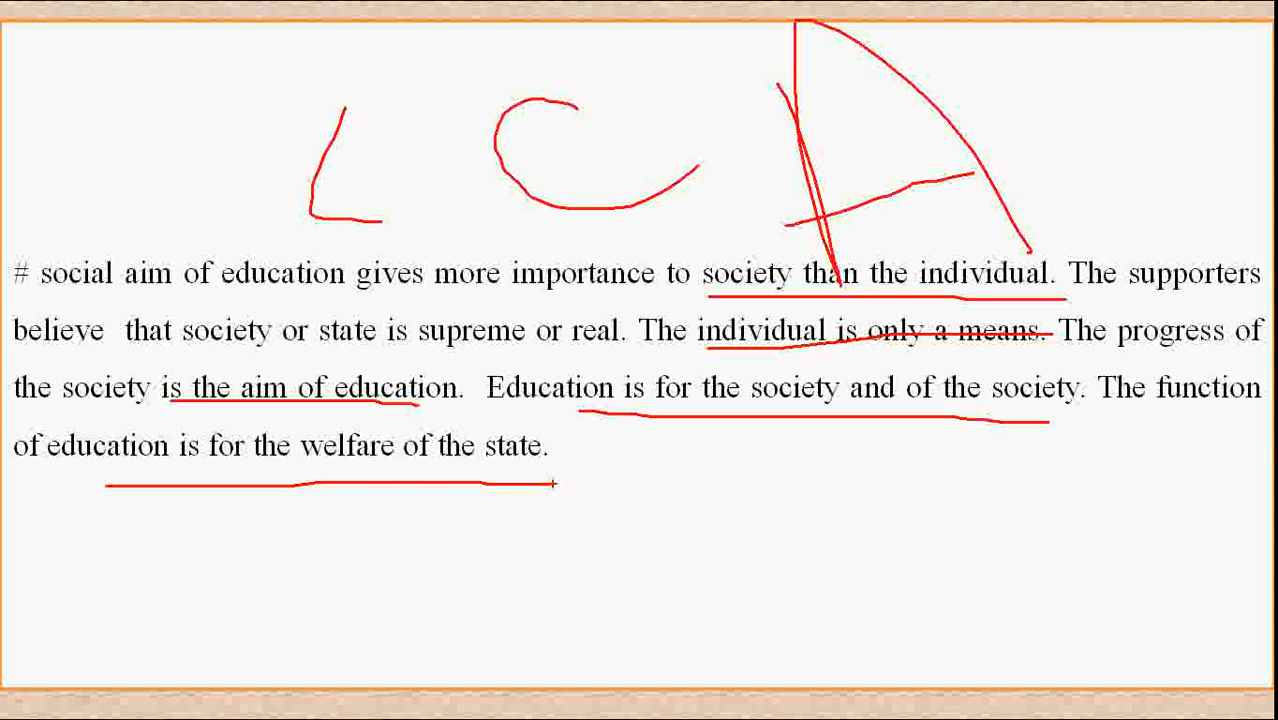 L C A
# social aim of education gives more importance to society than the individual. The supporters
believe that society or state is supreme or real. The individual is only a means. The progress of
the society is the aim of education. Education is for the society and of the society. The function
of education is for the welfare of the state.